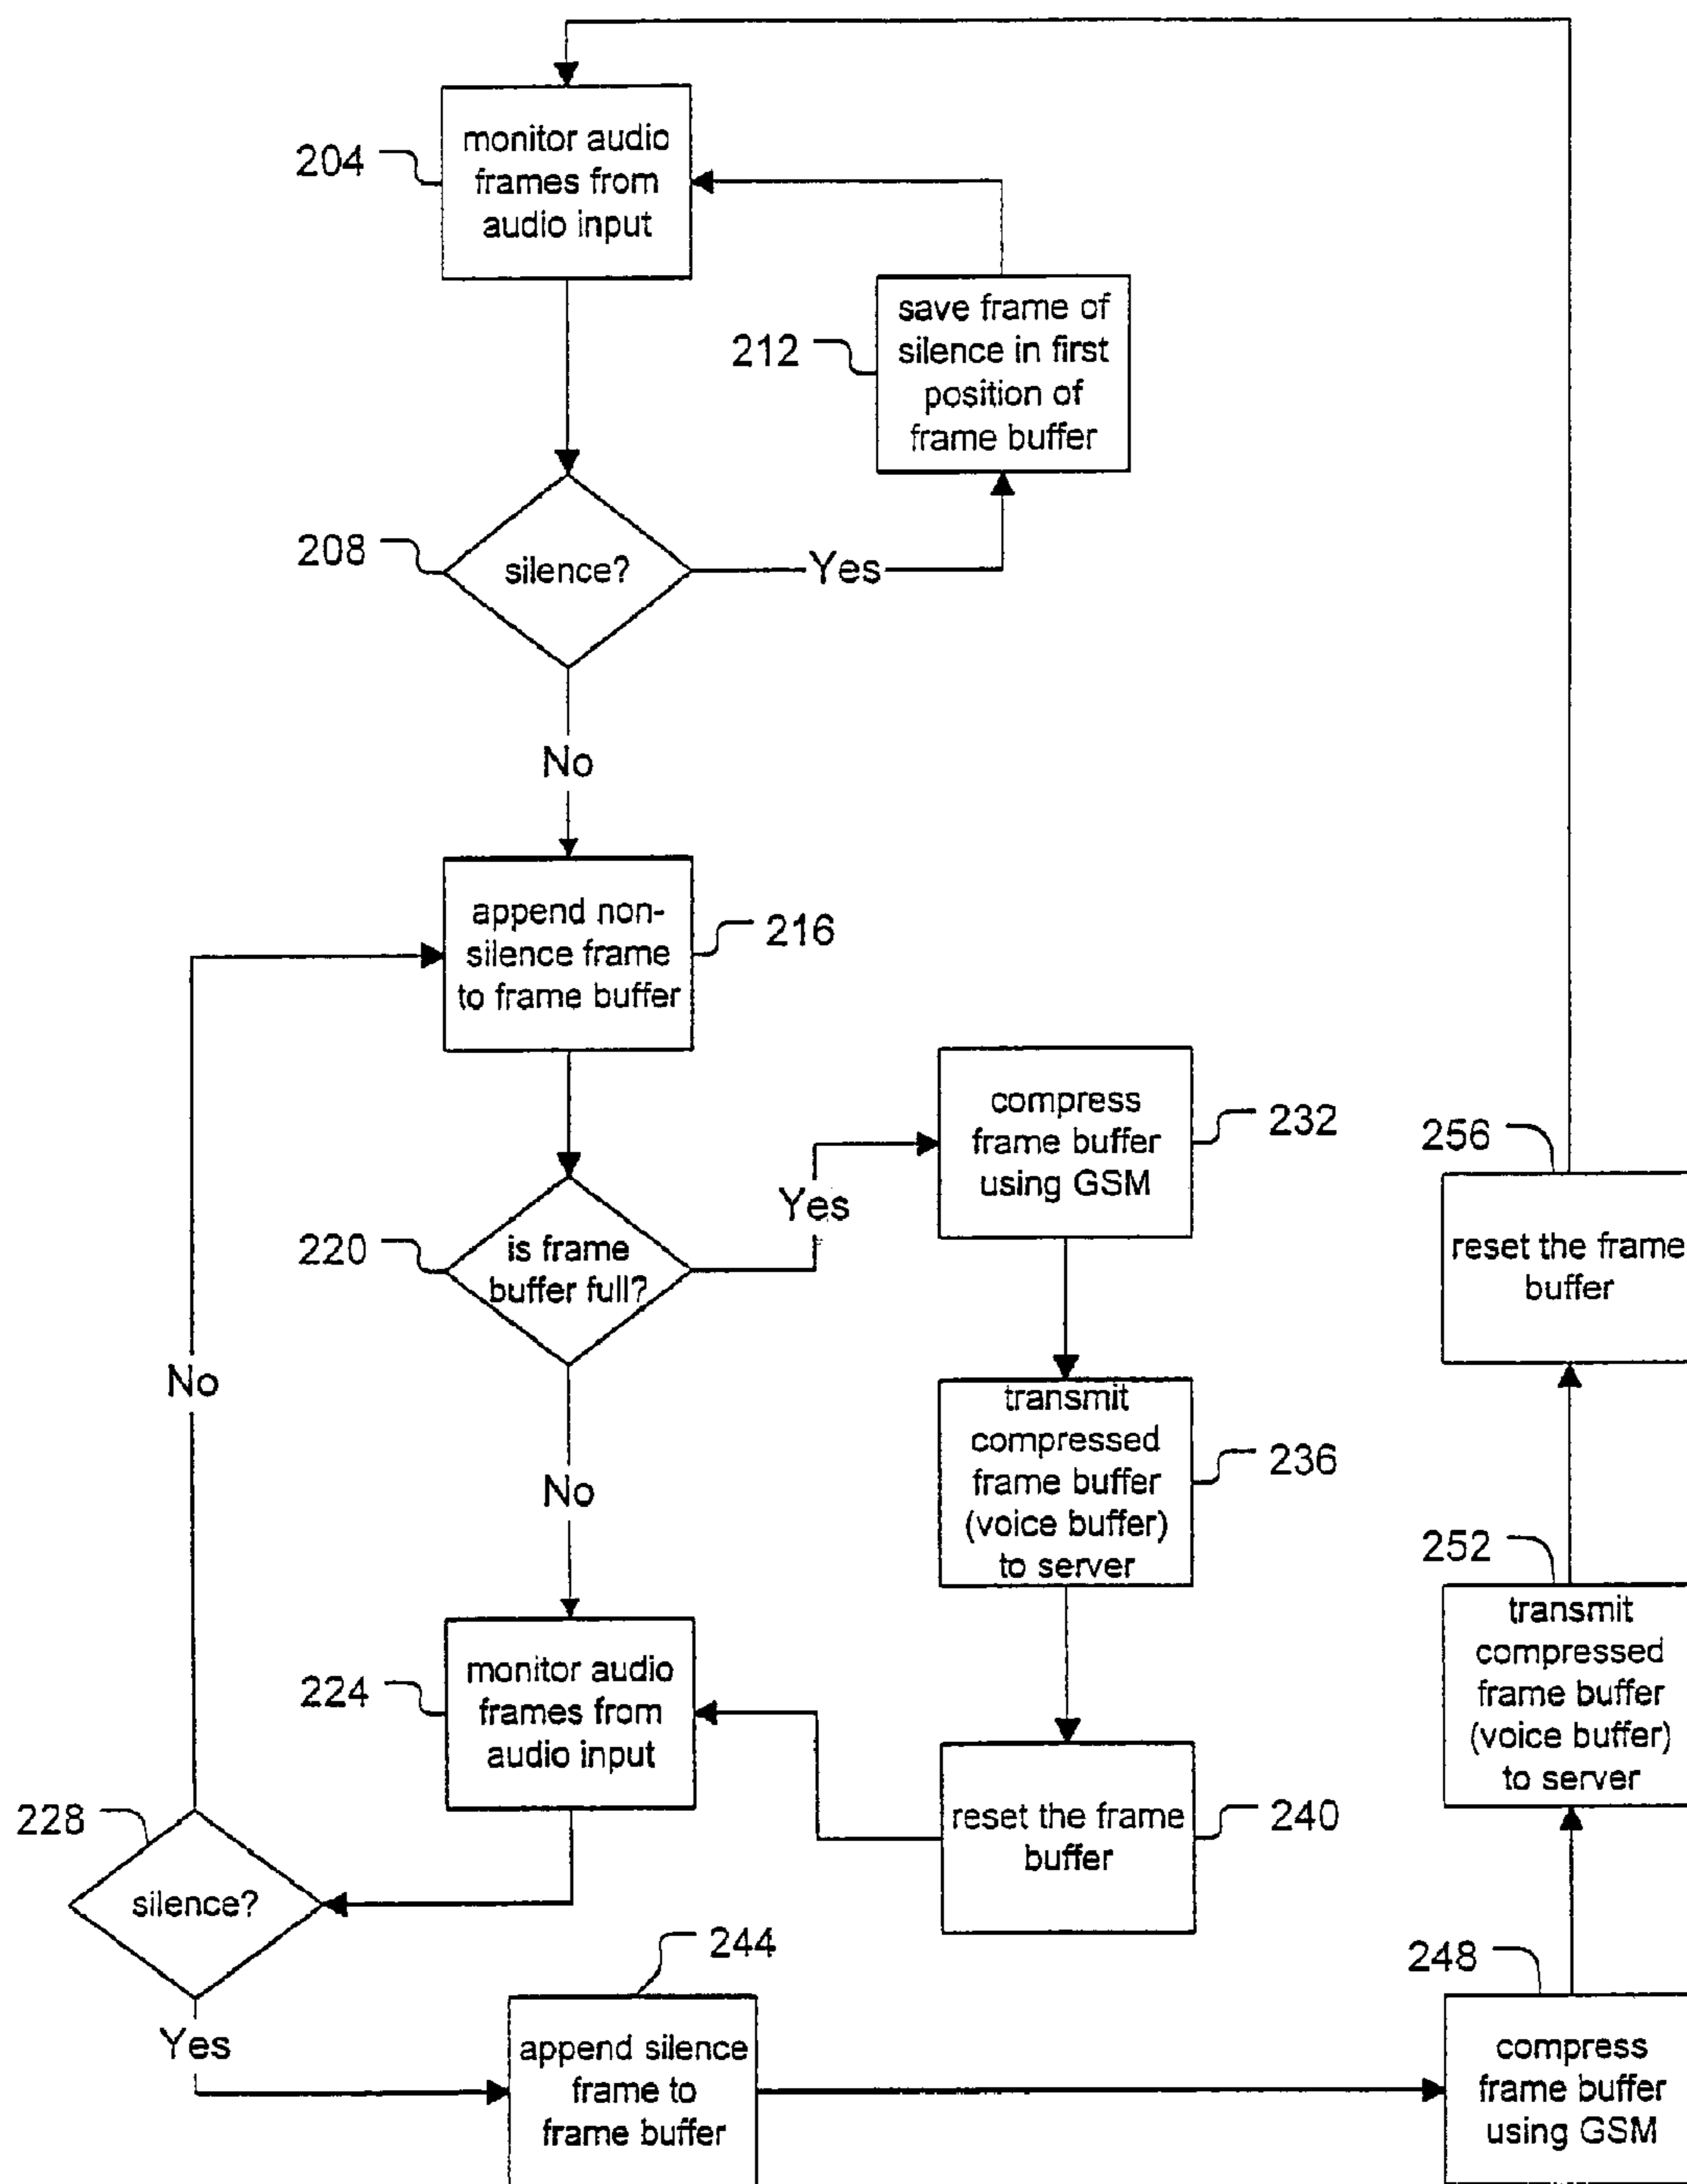 204
monitor audio
frames from
audio input
212
save frame of
silence in first
position of
frame buffer
208
silence?
Yes
No
append non-
silence frame
to frame buffer
216
220
is frame
buffer full?
Yes
compress
frame buffer
using GSM
232
No
No
transmit
compressed
frame buffer
(voice buffer)
to server
236
224
monitor audio
frames from
audio input
reset the frame
buffer
240
228
silence?
Yes
244
append silence
frame to
frame buffer
248
compress
frame buffer
using GSM
252
transmit
compressed
frame buffer
(voice buffer)
to server
256
reset the frame
buffer